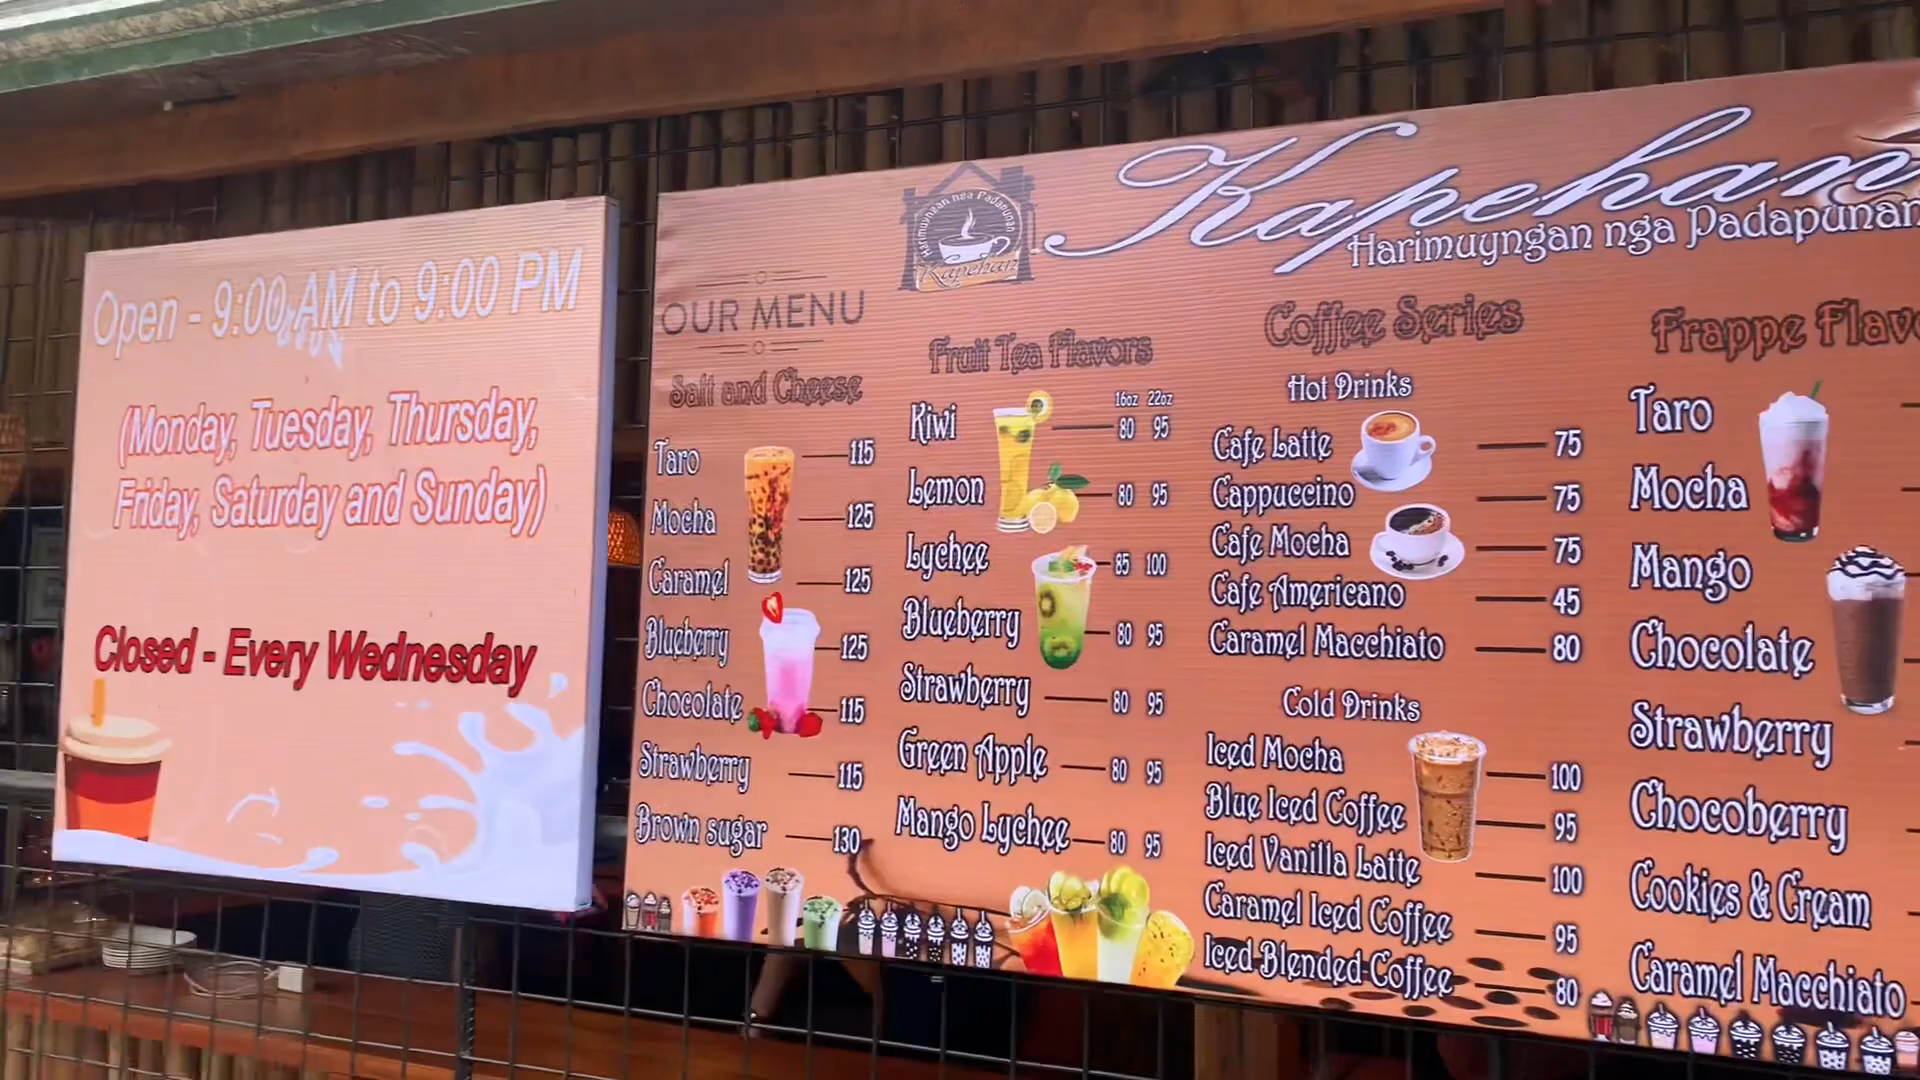 Open - 9:00 AM to 9:00 PM
(Monday, Tuesday, Thursday,
Friday, Saturday and Sunday)
Closed - Every Wednesday
Harimuyngan nga Padapunan
Kapehan
Kapehan
Harimuyngan nga Padapunan
OUR MENU
Salt and Cheese
Taro 115
Mocha 125
Caramel 125
Blueberry 125
Chocolate 115
Strawberry 115
Brown sugar 130
Fruit Tea Flavors
16oz 22oz
Kiwi 80 95
Lemon 80 95
Lychee 85 100
Blueberry 80 95
Strawberry 80 95
Green Apple 80 95
Mango Lychee 80 95
Coffee Series
Hot Drinks
Cafe Latte 75
Cappuccino 75
Cafe Mocha 75
Cafe Americano 45
Caramel Macchiato 80
Cold Drinks
Iced Mocha 100
Blue Iced Coffee 95
Iced Vanilla Latte 100
Caramel Iced Coffee 95
Iced Blended Coffee 80
Frappe Flavo
Taro
Mocha
Mango
Chocolate
Strawberry
Chocoberry
Cookies & Cream
Caramel Macchiato